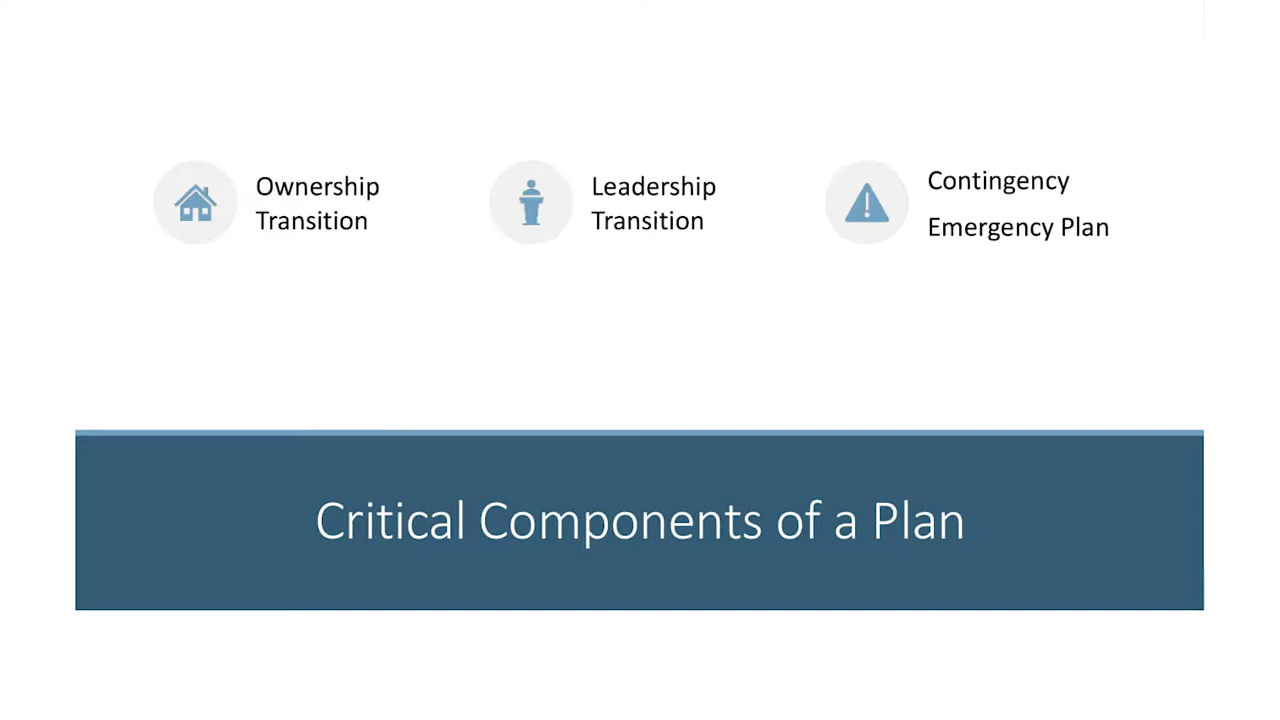 Ownership
Transition
Leadership
Transition
Contingency
Emergency Plan
Critical Components of a Plan